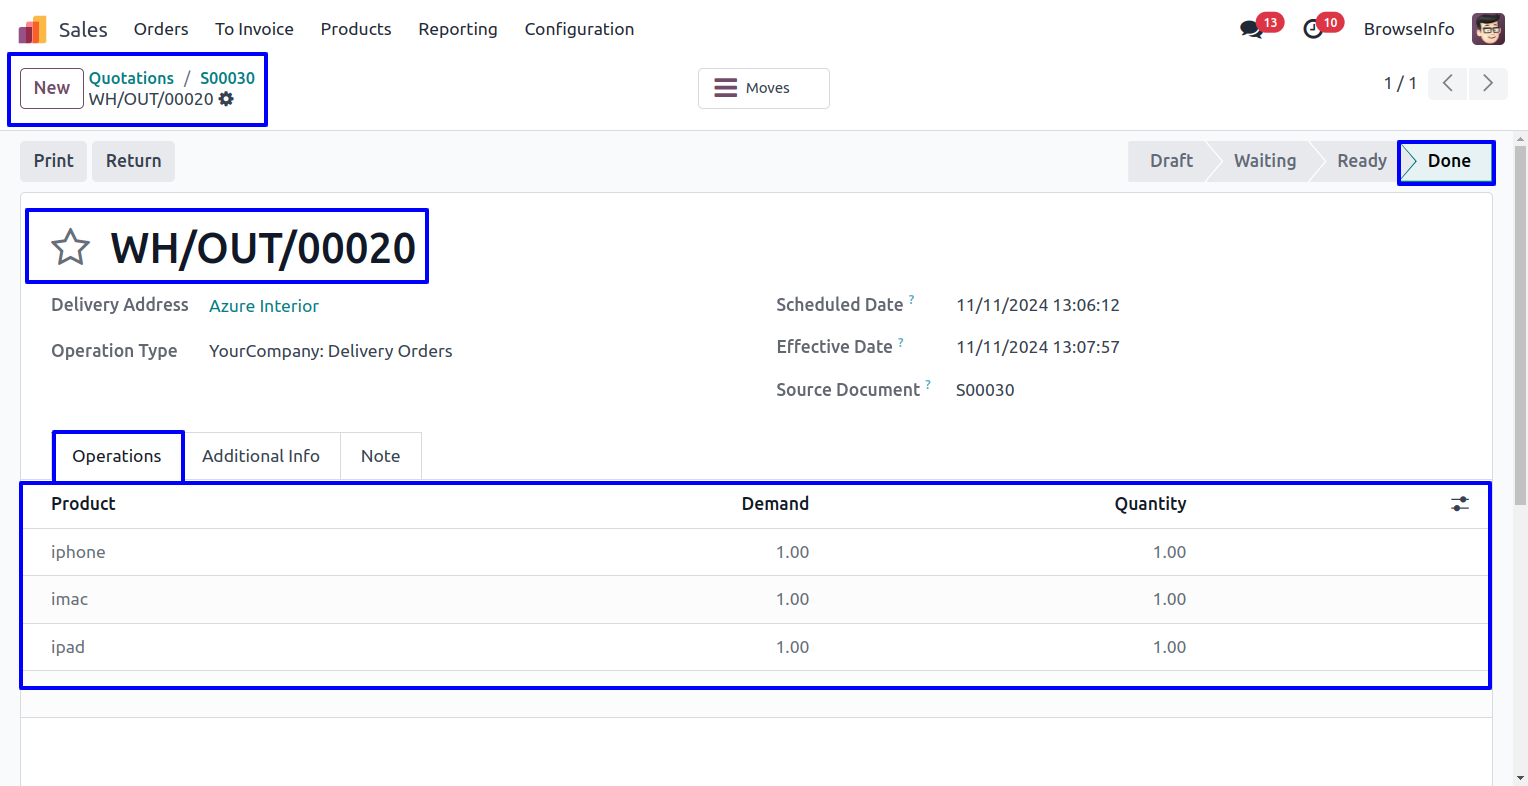 Sales Orders To Invoice Products Reporting Configuration 13 10 BrowseInfo
New Quotations / S00030
WH/OUT/00020
Moves
1 / 1
Print Return Draft Waiting Ready Done
WH/OUT/00020
Delivery Address Azure Interior
Operation Type YourCompany: Delivery Orders
Scheduled Date ? 11/11/2024 13:06:12
Effective Date ? 11/11/2024 13:07:57
Source Document ? S00030
Operations Additional Info Note
Product Demand Quantity
iphone 1.00 1.00
imac 1.00 1.00
ipad 1.00 1.00